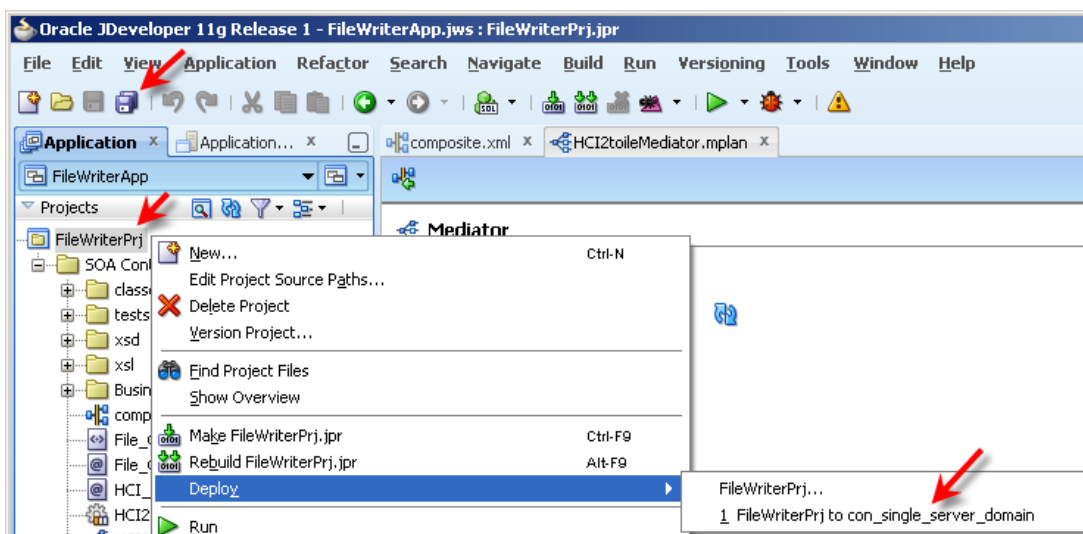 Oracle JDeveloper 11g Release 1 - FileWriterApp.jws : FileWriterPrj.jpr
File Edit View Application Refactor Search Navigate Build Run Versioning Tools Window Help
Application x Application... x composite.xml x HCI2toileMediator.mplan x
FileWriterApp
Projects
Mediator
FileWriterPrj
New... Ctrl-N
SOA Con
Edit Project Source Paths...
class
Delete Project
tests
Version Project...
xsd
xsl
Find Project Files
Busin
Show Overview
comp
File_
Make FileWriterPrj.jpr Ctrl-F9
File_
Rebuild FileWriterPrj.jpr Alt-F9
HCI_
Deploy
FileWriterPrj...
HCI2
1 FileWriterPrj to con_single_server_domain
Run